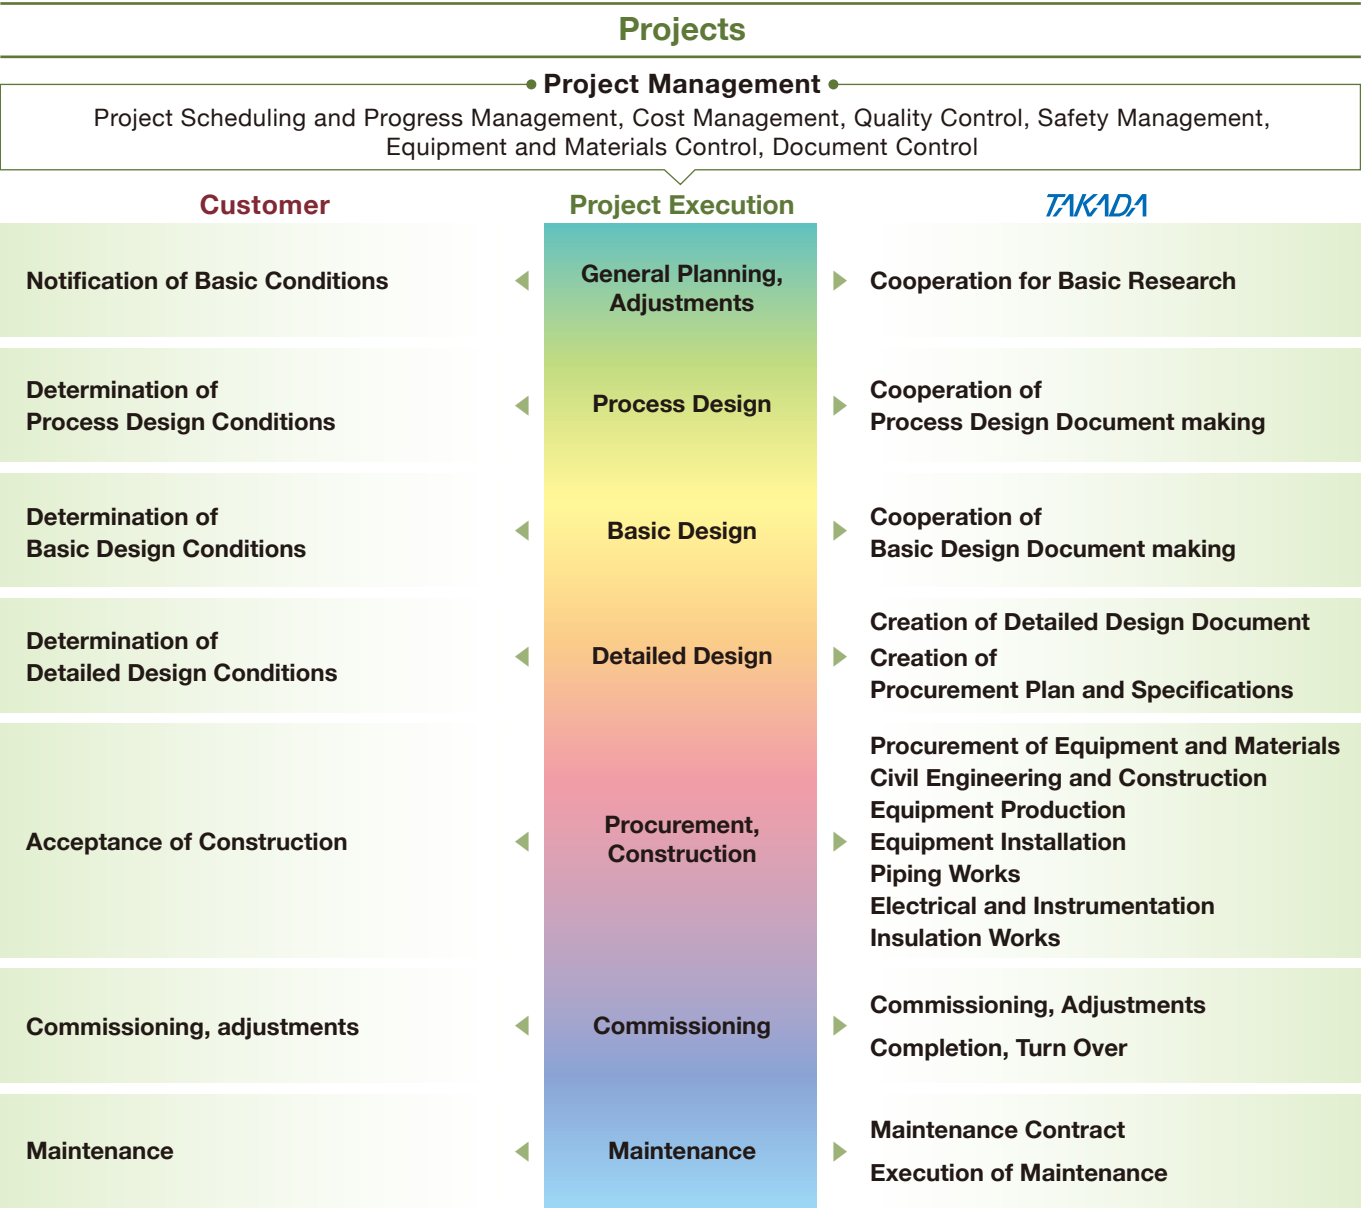 Projects
Project Management
Project Scheduling and Progress Management, Cost Management, Quality Control, Safety Management,
Equipment and Materials Control, Document Control
Customer
Project Execution
TAKADA
Notification of Basic Conditions
General Planning,
Adjustments
Cooperation for Basic Research
Determination of
Process Design Conditions
Process Design
Cooperation of
Process Design Document making
Determination of
Basic Design Conditions
Basic Design
Cooperation of
Basic Design Document making
Determination of
Detailed Design Conditions
Detailed Design
Creation of Detailed Design Document
Creation of
Procurement Plan and Specifications
Acceptance of Construction
Procurement,
Construction
Procurement of Equipment and Materials
Civil Engineering and Construction
Equipment Production
Equipment Installation
Piping Works
Electrical and Instrumentation
Insulation Works
Commissioning, adjustments
Commissioning
Commissioning, Adjustments
Completion, Turn Over
Maintenance
Maintenance
Maintenance Contract
Execution of Maintenance